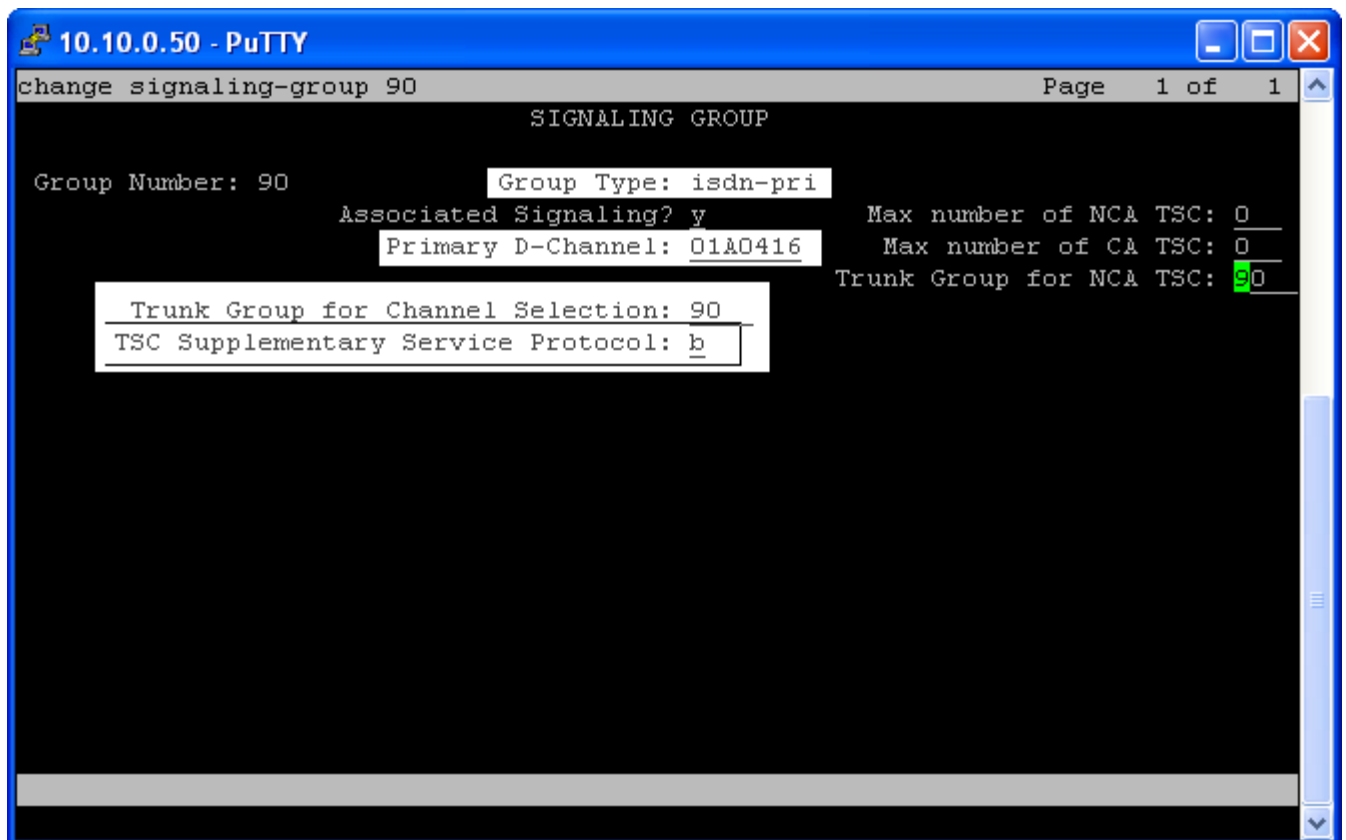 10.10.0.50 - PuTTY
change signaling-group 90 Page 1 of 1
SIGNALING GROUP
Group Number: 90 Group Type: isdn-pri
Associated Signaling? y Max number of NCA TSC: 0
Primary D-Channel: 01A0416 Max number of CA TSC: 0
Trunk Group for NCA TSC: 90
Trunk Group for Channel Selection: 90
TSC Supplementary Service Protocol: b